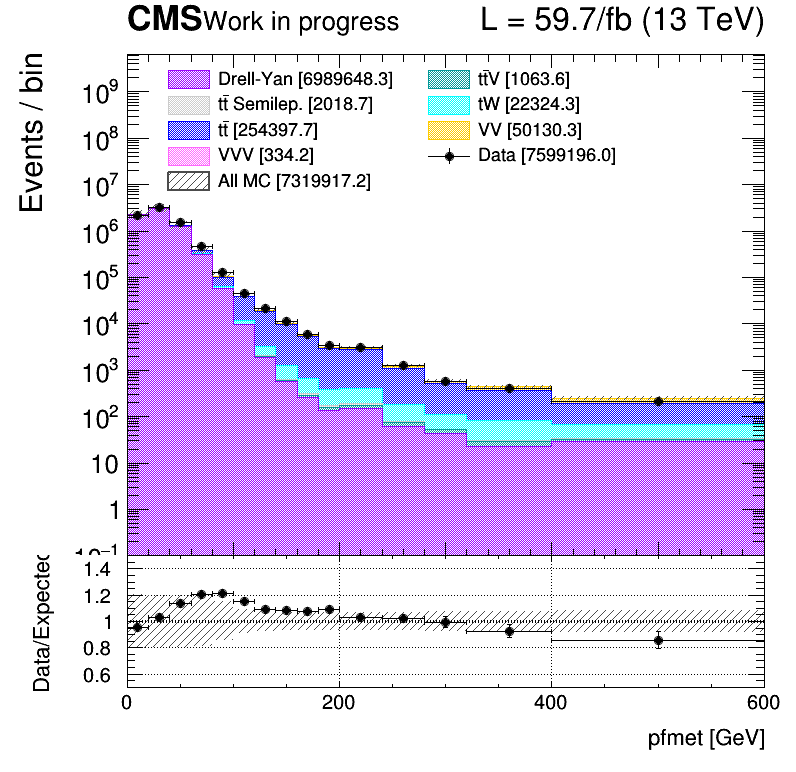 CMS Work in progress L = 59.7/fb (13 TeV)
Events / bin
Drell-Yan [6989648.3]
tt̄ Semilep. [2018.7]
tt̄ [254397.7]
VVV [334.2]
All MC [7319917.2]
tt̄V [1063.6]
tW [22324.3]
VV [50130.3]
Data [7599196.0]
10⁹
10⁸
10⁷
10⁶
10⁵
10⁴
10³
10²
10
1
10⁻¹
Data/Expected
1.4
1.2
1
0.8
0.6
0 200 400 600
pfmet [GeV]